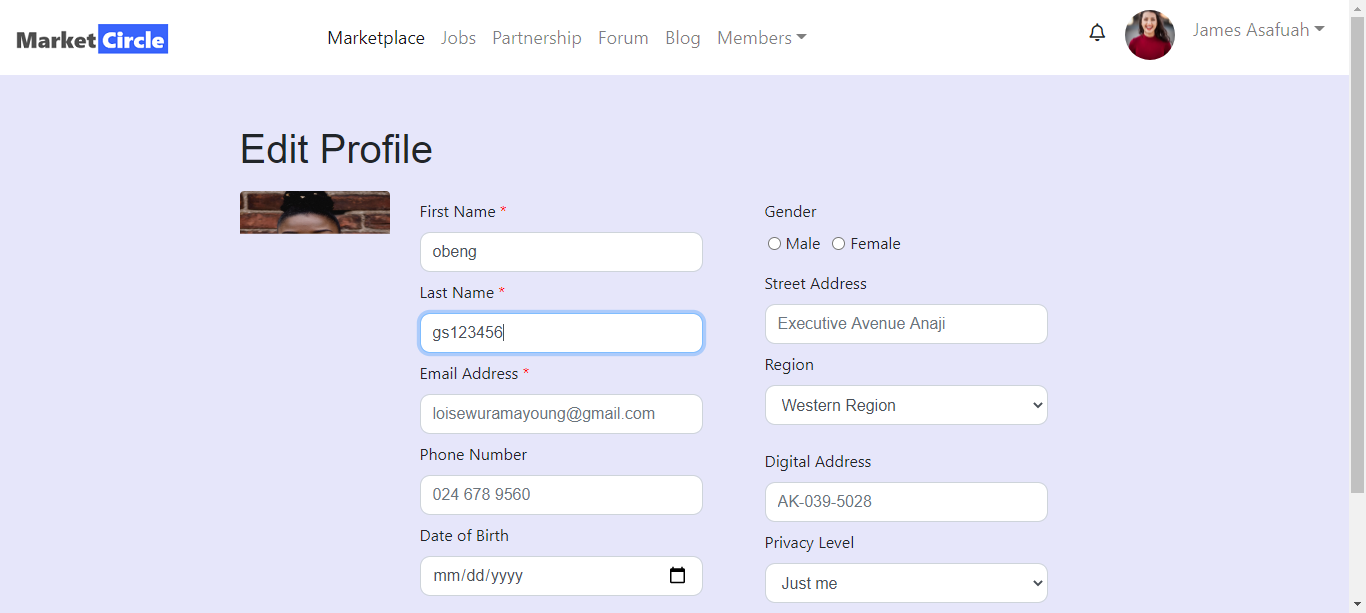 Market Circle
Marketplace Jobs Partnership Forum Blog Members
James Asafuah
Edit Profile
First Name *
obeng
Last Name *
gs123456
Email Address *
loisewuramayoung@gmail.com
Phone Number
024 678 9560
Date of Birth
mm/dd/yyyy
Gender
Male Female
Street Address
Executive Avenue Anaji
Region
Western Region
Digital Address
AK-039-5028
Privacy Level
Just me